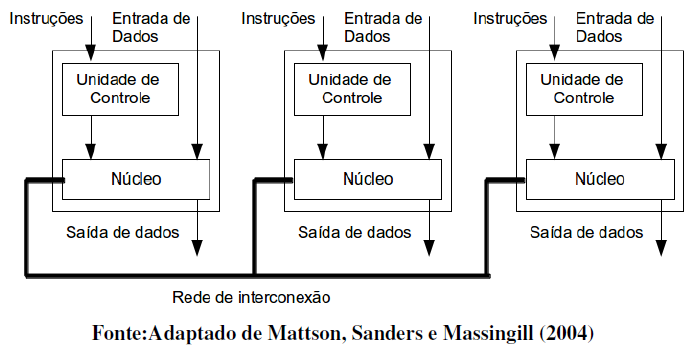 Instruções Entrada de Dados
Unidade de Controle
Núcleo
Saída de dados
Instruções Entrada de Dados
Unidade de Controle
Núcleo
Saída de dados
Instruções Entrada de Dados
Unidade de Controle
Núcleo
Saída de dados
Rede de interconexão
Fonte:Adaptado de Mattson, Sanders e Massingill (2004)